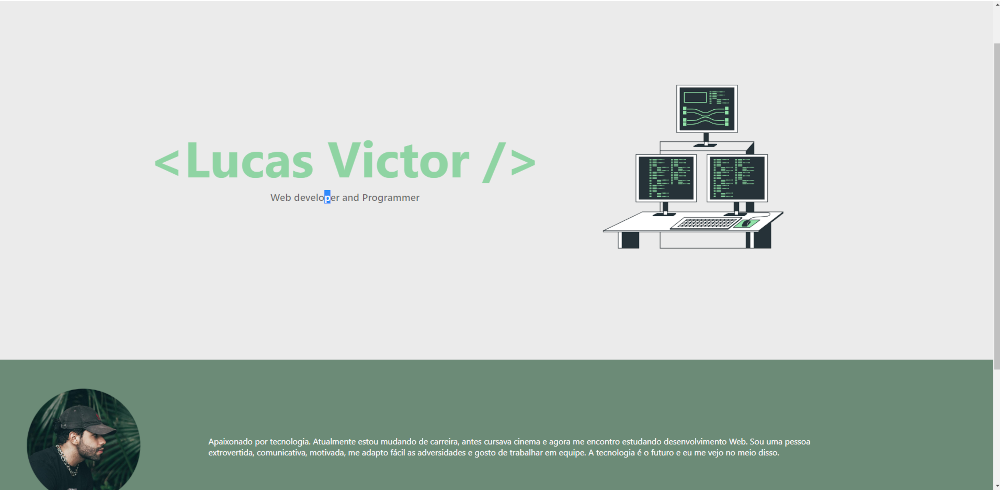 <Lucas Victor />
Web developer and Programmer
Apaixonado por tecnologia. Atualmente estou mudando de carreira, antes cursava cinema e agora me encontro estudando desenvolvimento Web. Sou uma pessoa
extrovertida, comunicativa, motivada, me adapto fácil as adversidades e gosto de trabalhar em equipe. A tecnologia é o futuro e eu me vejo no meio disso.